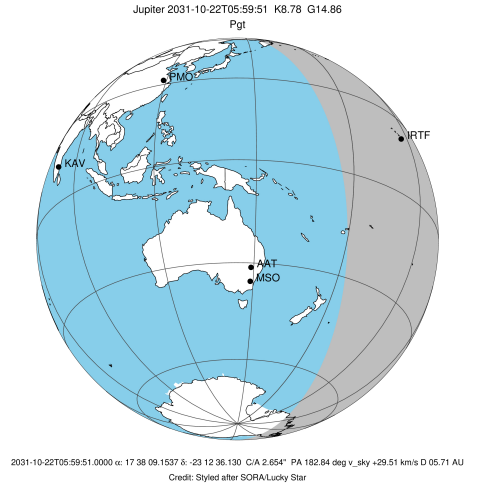 Jupiter 2031-10-22T05:59:51 K8.78 G14.86
Pgt
PMO
IRTF
KAV
AAT
MSO
2031-10-22T05:59:51.0000 α: 17 38 09.1537 δ: -23 12 36.130 C/A 2.654" PA 182.84 deg v_sky +29.51 km/s D 05.71 AU
Credit: Styled after SORA/Lucky Star